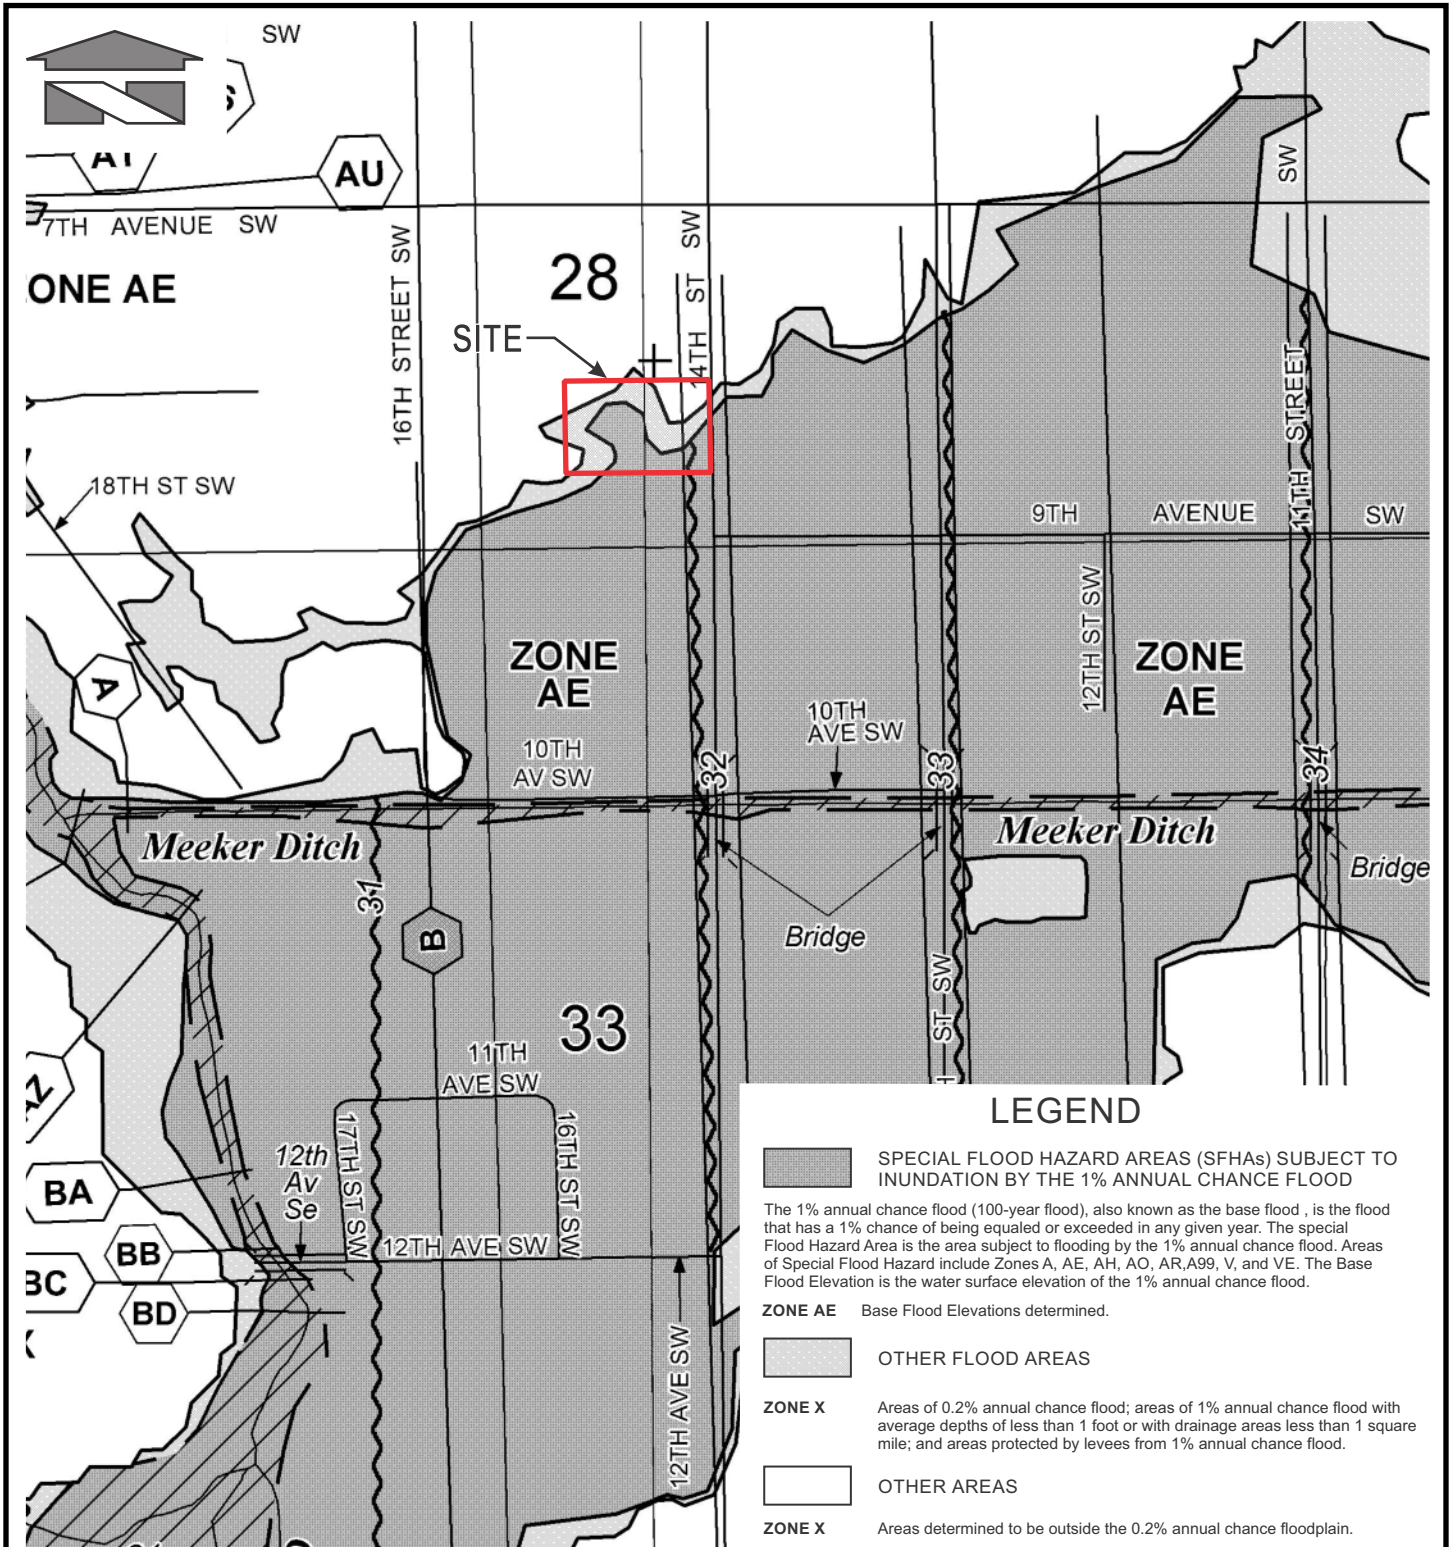 SW
S
AT
AU
7TH AVENUE SW
ZONE AE
16TH STREET SW
28
14TH ST SW
SITE
SW
11TH STREET
18TH ST SW
9TH AVENUE SW
A
ZONE
AE
12TH ST SW
ZONE
AE
10TH
AV SW
10TH
AVE SW
32
33
34
Meeker Ditch
Meeker Ditch
31
B
Bridge
Bridge
33
ST SW
11TH
AVE SW
17TH ST SW
16TH ST SW
12th
Av
Se
AZ
BA
BB
BC
BD
12TH AVE SW
12TH AVE SW
LEGEND
SPECIAL FLOOD HAZARD AREAS (SFHAs) SUBJECT TO
INUNDATION BY THE 1% ANNUAL CHANCE FLOOD
The 1% annual chance flood (100-year flood), also known as the base flood , is the flood
that has a 1% chance of being equaled or exceeded in any given year. The special
Flood Hazard Area is the area subject to flooding by the 1% annual chance flood. Areas
of Special Flood Hazard include Zones A, AE, AH, AO, AR,A99, V, and VE. The Base
Flood Elevation is the water surface elevation of the 1% annual chance flood.
ZONE AE Base Flood Elevations determined.
OTHER FLOOD AREAS
ZONE X Areas of 0.2% annual chance flood; areas of 1% annual chance flood with
average depths of less than 1 foot or with drainage areas less than 1 square
mile; and areas protected by levees from 1% annual chance flood.
OTHER AREAS
ZONE X Areas determined to be outside the 0.2% annual chance floodplain.